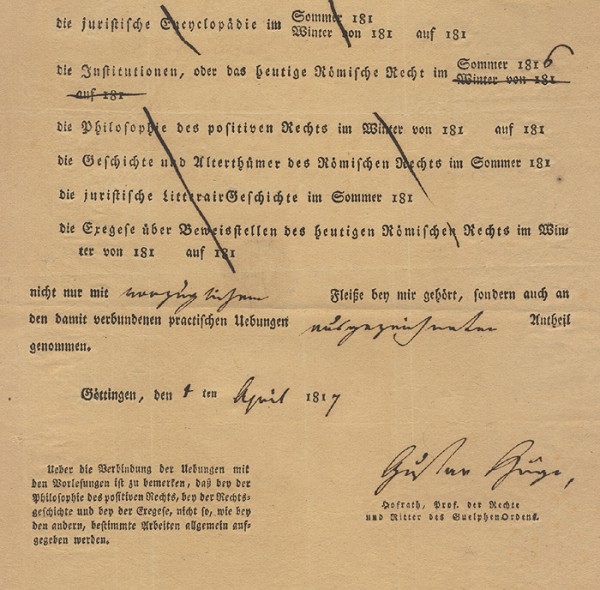 die juristische Encyclopädie im Sommer 181
Winter von 181 auf 181
die Institutionen, oder das heutige Römische Recht im Sommer 1816
Winter von 181
auf 181
die Philosophie des positiven Rechts im Winter von 181 auf 181
die Geschichte und Alterthümer des Römischen Rechts im Sommer 181
die juristische LitterairGeschichte im Sommer 181
die Exegese über Beweisstellen des heutigen Römischen Rechts im Win-
ter von 181 auf 181
nicht nur mit vorzüglichem Fleiße bey mir gehört, sondern auch an
den damit verbundenen practischen Uebungen ausgezeichneten Antheil
genommen.
Göttingen, den ten April 1817
Gustav Hugo,
Hofrath, Prof. der Rechte
und Ritter des GuelphenOrdens.
Ueber die Verbindung der Uebungen mit
den Vorlesungen ist zu bemerken, daß bey der
Philosophie des positiven Rechts, bey der Rechts-
geschichte und bey der Exegese, nicht so, wie bey
den andern, bestimmte Arbeiten allgemein auf-
gegeben werden.